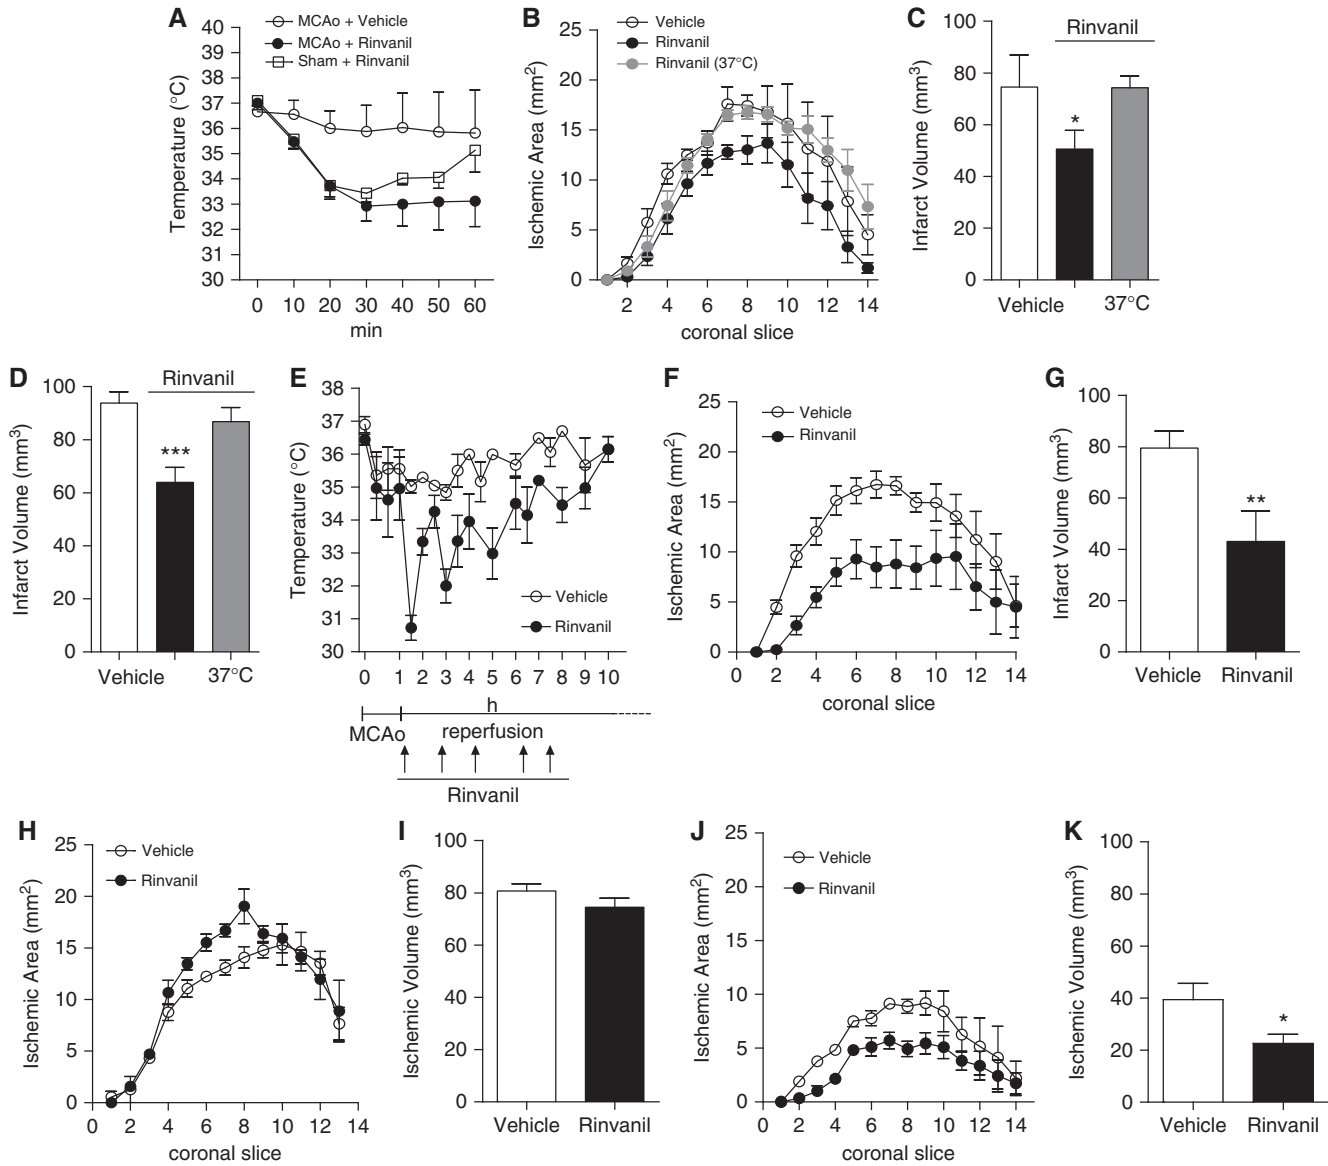 A
MCAo + Vehicle
MCAo + Rinvanil
Sham + Rinvanil
40
39
38
37
36
35
34
33
32
31
30
Temperature (°C)
0 10 20 30 40 50 60
min
B
Vehicle
Rinvanil
Rinvanil (37°C)
25
20
15
10
5
0
Ischemic Area (mm2)
2 4 6 8 10 12 14
coronal slice
C
Rinvanil
100
80
60
40
20
0
Infarct Volume (mm3)
*
Vehicle 37°C
D
Rinvanil
100
80
60
40
20
0
Infarct Volume (mm3)
***
Vehicle 37°C
E
38
37
36
35
34
33
32
31
30
Temperature (°C)
Vehicle
Rinvanil
0 1 2 3 4 5 6 7 8 9 10
h
MCAo reperfusion
Rinvanil
F
Vehicle
Rinvanil
25
20
15
10
5
0
Ischemic Area (mm2)
0 2 4 6 8 10 12 14
coronal slice
G
100
80
60
40
20
0
Infarct Volume (mm3)
**
Vehicle Rinvanil
H
Vehicle
Rinvanil
25
20
15
10
5
0
Ischemic Area (mm2)
0 2 4 6 8 10 12 14
coronal slice
I
100
80
60
40
20
0
Ischemic Volume (mm3)
Vehicle Rinvanil
J
Vehicle
Rinvanil
25
20
15
10
5
0
Ischemic Area (mm2)
0 2 4 6 8 10 12 14
coronal slice
K
100
80
60
40
20
0
Ischemic Volume (mm3)
*
Vehicle Rinvanil